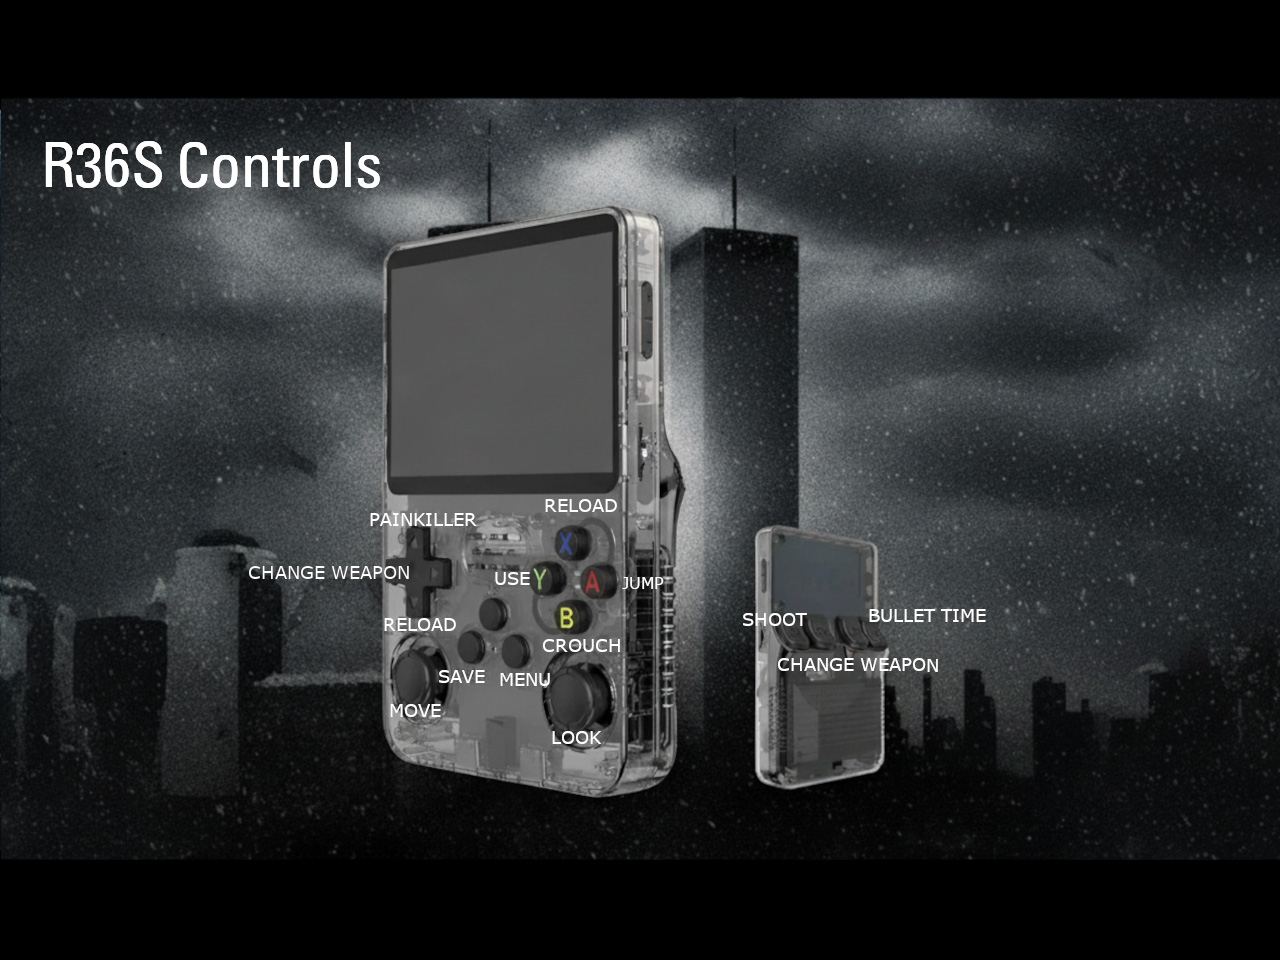 R36S Controls
RELOAD
PAINKILLER
X
CHANGE WEAPON
USE
Y
A
JUMP
RELOAD
B
CROUCH
SAVE
MENU
MOVE
LOOK
SHOOT
BULLET TIME
CHANGE WEAPON